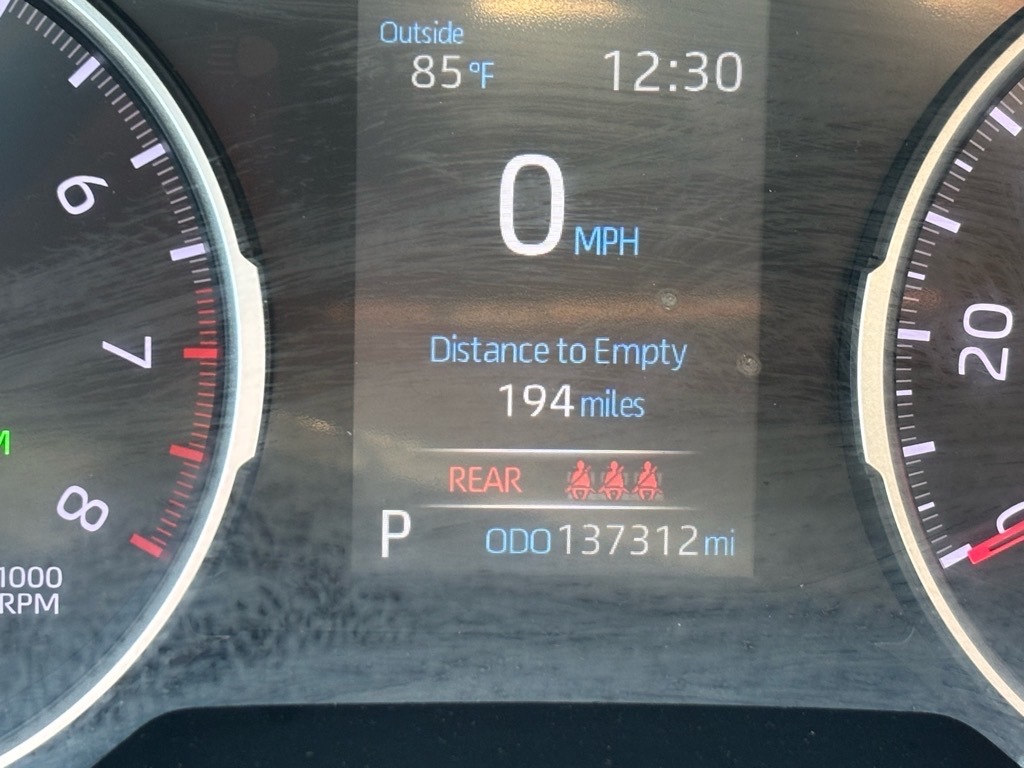 Outside
85°F 12:30
6
0 MPH
7
20
Distance to Empty
194 miles
REAR
8
P ODO 137312 mi
1000
RPM